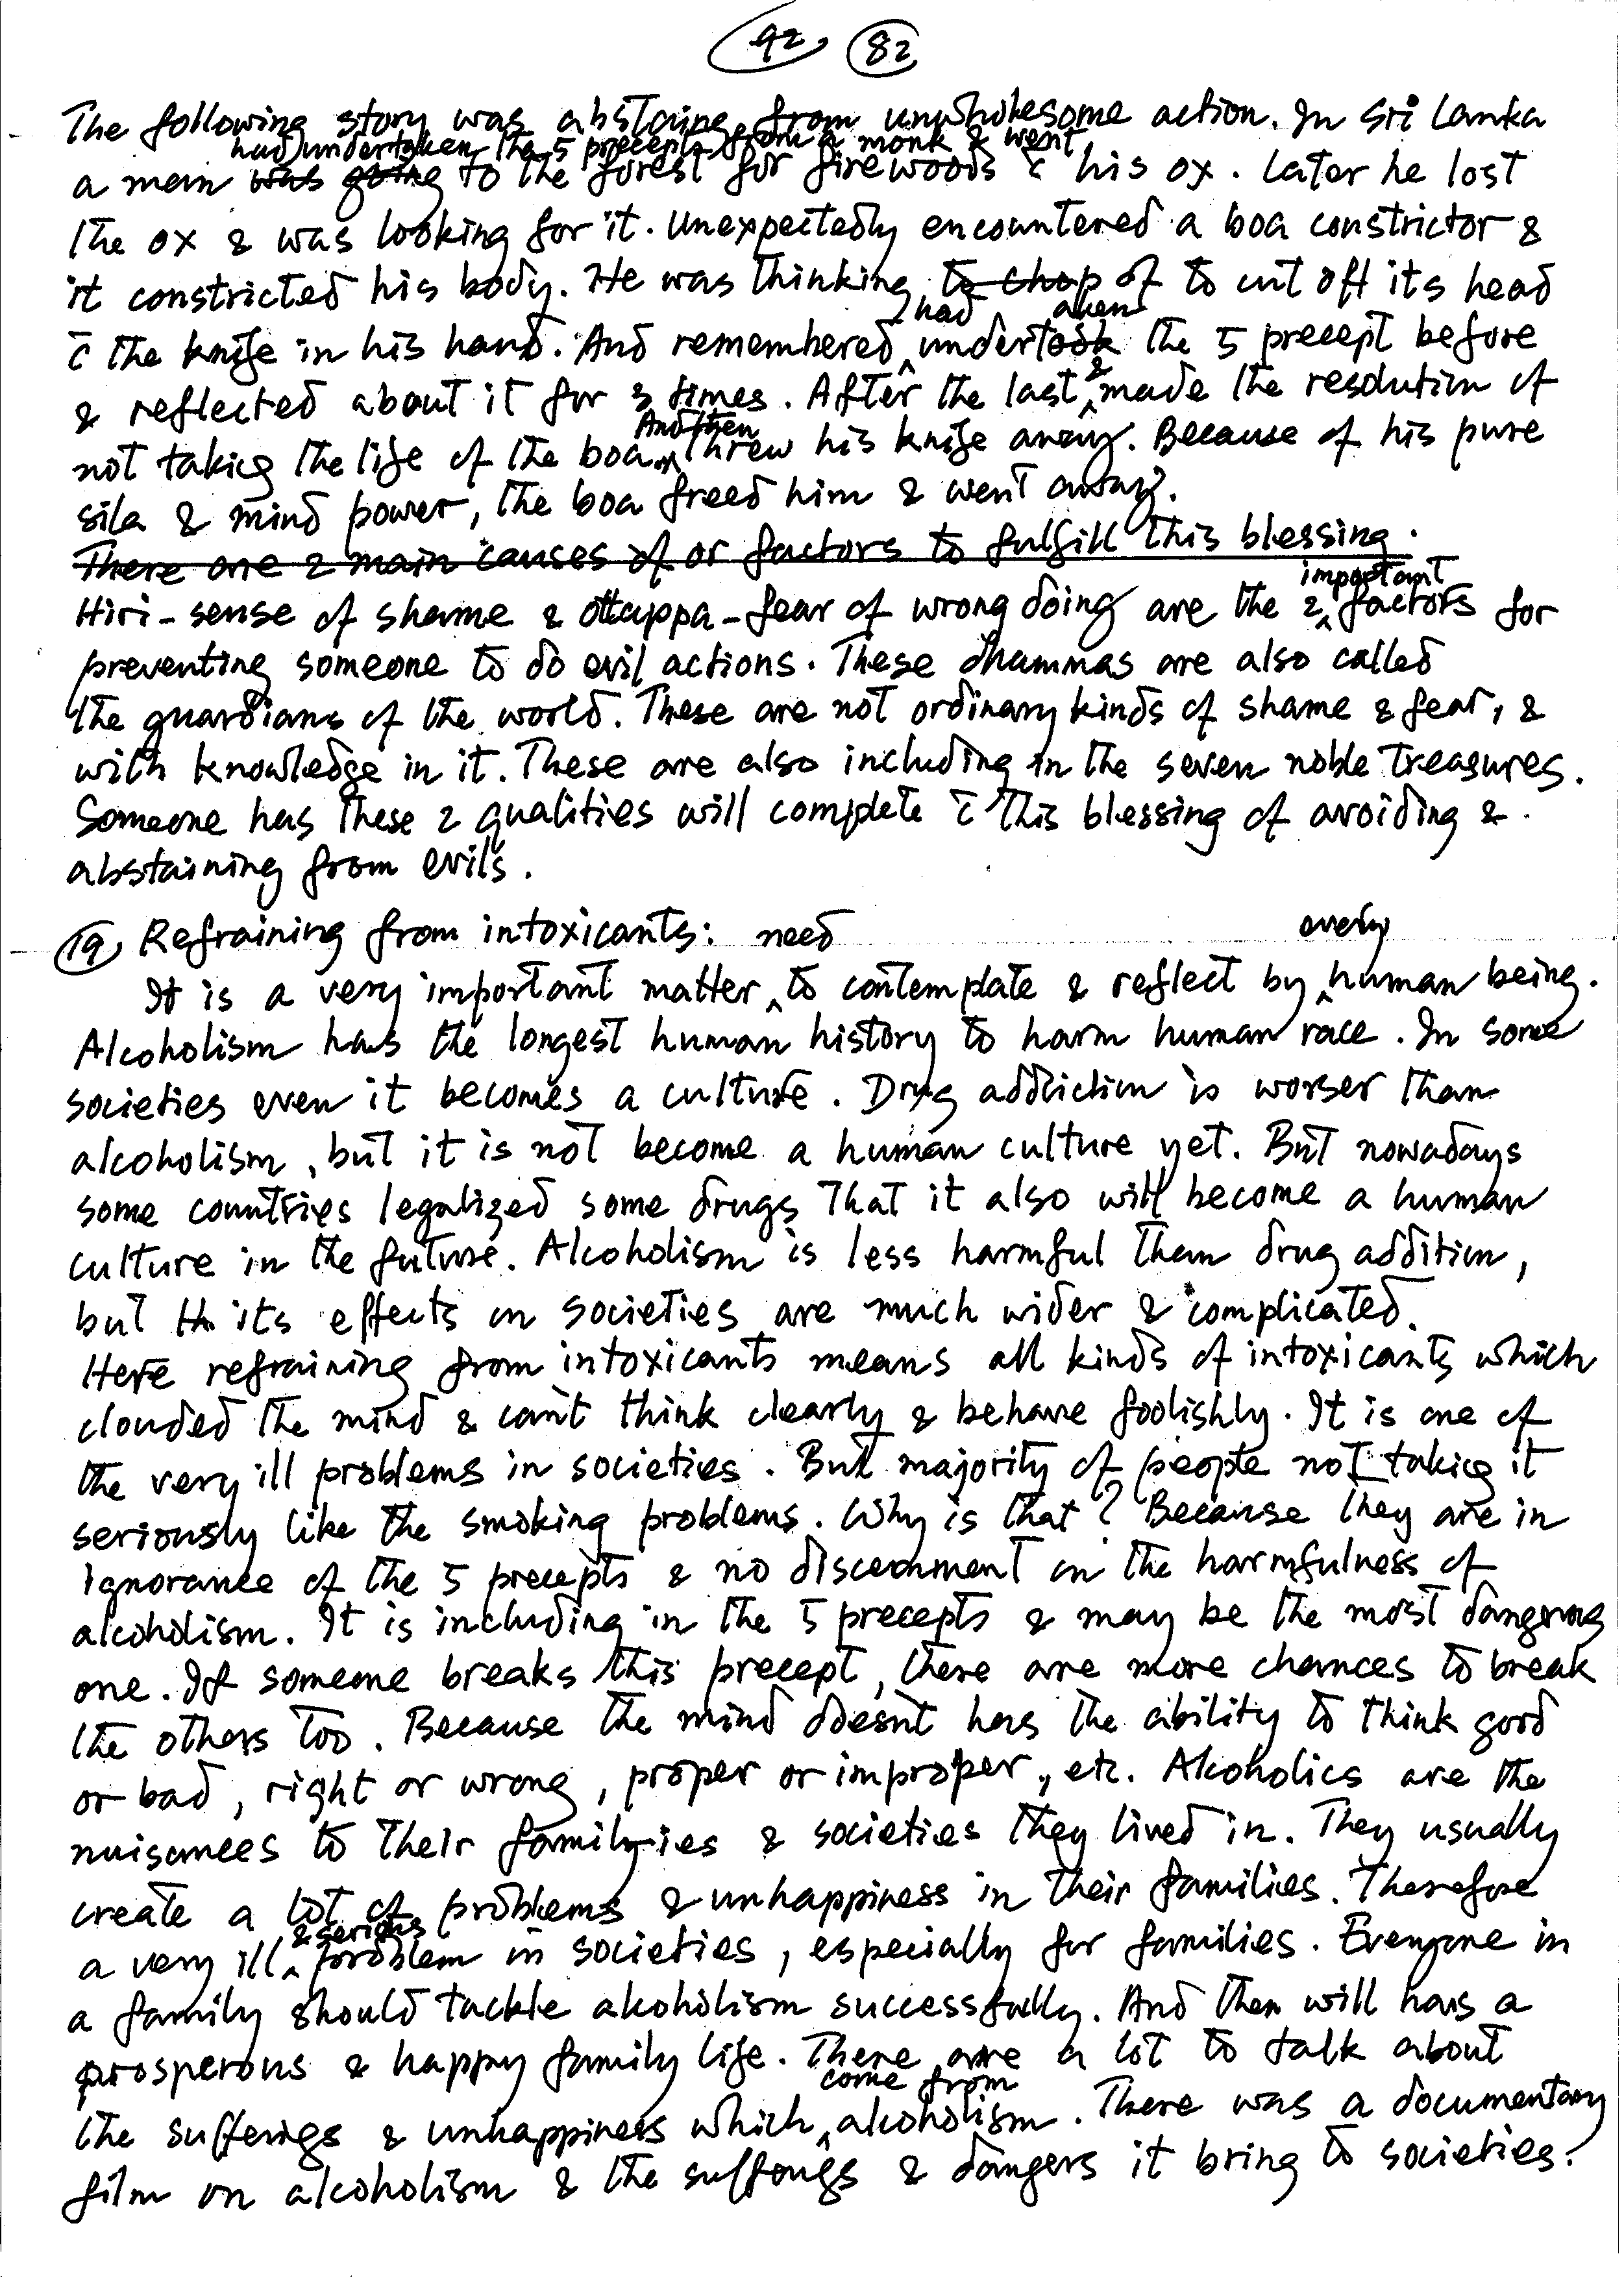 92 82
The following story was abstaing from unwholesome action. In Sri Lanka
had undertaken the 5 precepts from a monk & went
a man was going to the forest for firewoods c̄ his ox. Later he lost
the ox & was looking for it. Unexpectedly encountered a boa constrictor &
it constricted his body. He was thinking to chop of to cut off its head
had aken
c̄ the knife in his hand. And remembered ^ undertook the 5 precept before
& reflected about it for 3 times. After the last ^& made the resolution of
And then
not taking the life of the boa. ^ threw his knife away. Because of his pure
sila & mind power, the boa freed him & went away.
There are 2 main causes of or factors to fulfill this blessing.
important
Hiri - sense of shame & ottappa - fear of wrong doing are the 2 ^ factors for
preventing someone to do evil actions. These dhammas are also called
the guardians of the world. These are not ordinary kinds of shame & fear, &
with knowledge in it. These are also including in the seven noble treasures.
Someone has these 2 qualities will complete c̄ this blessing of avoiding &
abstaining from evils.
19 Refraining from intoxicants: need every
It is a very important matter ^ to contemplate & reflect by ^ human being.
Alcoholism has the longest human history to harm human race. In some
societies even it becomes a culture. Drug addiction is worser than
alcoholism, but it is not become a human culture yet. But nowadays
some countries legalized some drugs that it also will become a human
culture in the future. Alcoholism is less harmful than drug addition,
but th its effects on societies are much wider & complicated.
Here refraining from intoxicants means all kinds of intoxicants which
clouded the mind & can't think clearly & behave foolishly. It is one of
the very ill problems in societies. But majority of people not taking it
seriously like the smoking problems. Why is that? Because they are in
ignorance of the 5 precepts & no discernment on the harmfulness of
alcoholism. It is including in the 5 precepts & may be the most dangerous
one. If someone breaks this precept, there are more chances to break
the others too. Because the mind doesn't has the ability to think good
or bad, right or wrong, proper or improper, etc. Alcoholics are the
nuisances to their family-ies & societies they lived in. They usually
create a lot of problems & unhappiness in their families. Therefore
& serious
a very ill ^ problem in societies, especially for families. Everyone in
a family should tackle alcoholism successfully. And then will has a
prosperous & happy family life. There are a lot to talk about
come from
the sufferings & unhappiness which ^ alcoholism. There was a documentary
film on alcoholism & the suffeings & dangers it bring to societies.